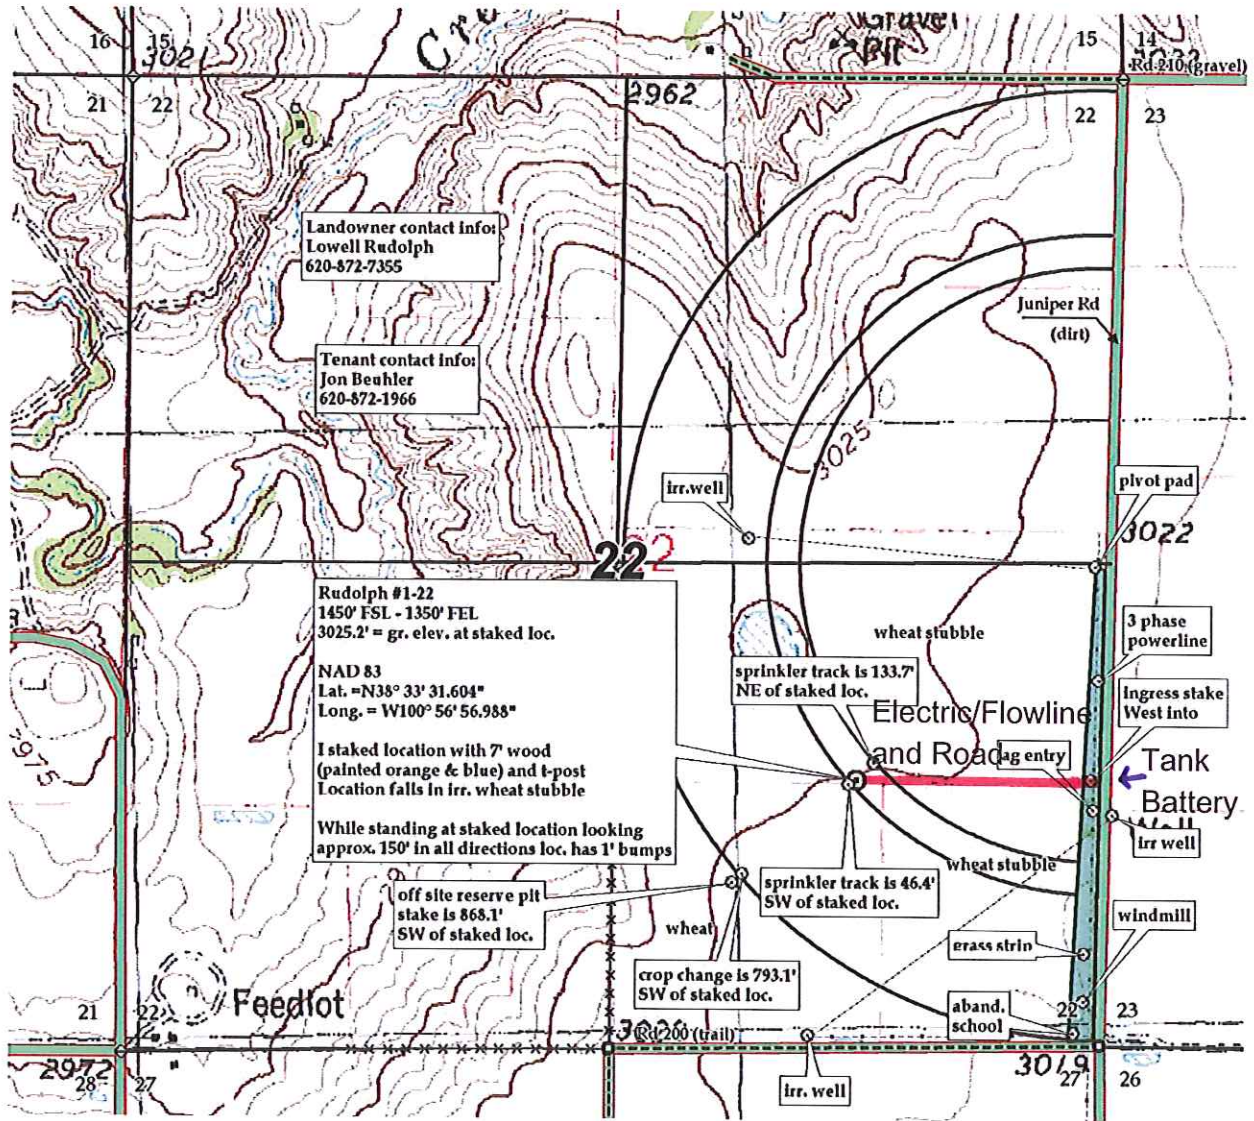 16
15
3021
Cr
Gravel
Pit
15
14
3022
Rd 210 (gravel)
21
22
2962
22
23
Landowner contact info:
Lowell Rudolph
620-872-7355
Juniper Rd
(dirt)
Tenant contact info:
Jon Beuhler
620-872-1966
3025
irr.well
pivot pad
3022
22
22
Rudolph #1-22
1450' FSL - 1350' FEL
3025.2' = gr. elev. at staked loc.
NAD 83
Lat. =N38° 33' 31.604"
Long. = W100° 56' 56.988"
I staked location with 7' wood
(painted orange & blue) and t-post
Location falls in irr. wheat stubble
While standing at staked location looking
approx. 150' in all directions loc. has 1' bumps
wheat stubble
3 phase
powerline
sprinkler track is 133.7'
NE of staked loc.
Ingress stake
West into
Electric/Flowline
and Road
ag entry
Tank
Battery
2975
irr well
wheat stubble
off site reserve pit
stake is 868.1'
SW of staked loc.
sprinkler track is 46.4'
SW of staked loc.
windmill
wheat
grass strip
crop change is 793.1'
SW of staked loc.
Feedlot
aband.
school
21
22
22
23
Rd 200 (trail)
2972
28
27
3019
27
26
irr. well